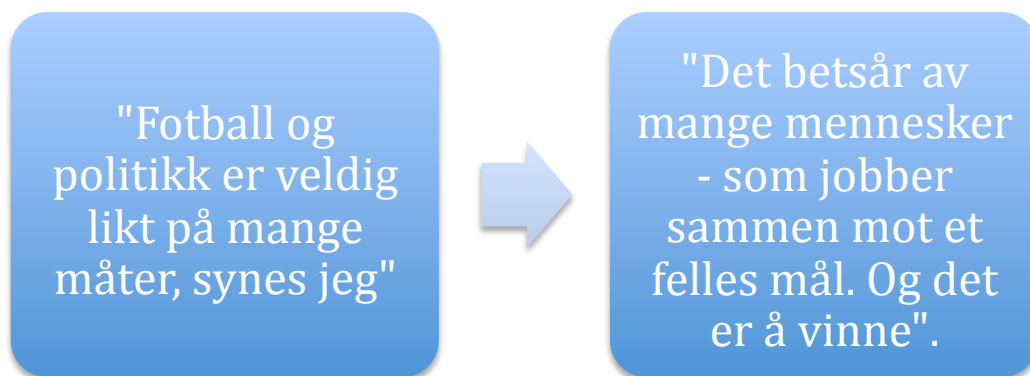 "Fotball og
politikk er veldig
likt på mange
måter, synes jeg"
"Det betsår av
mange mennesker
- som jobber
sammen mot et
felles mål. Og det
er å vinne".